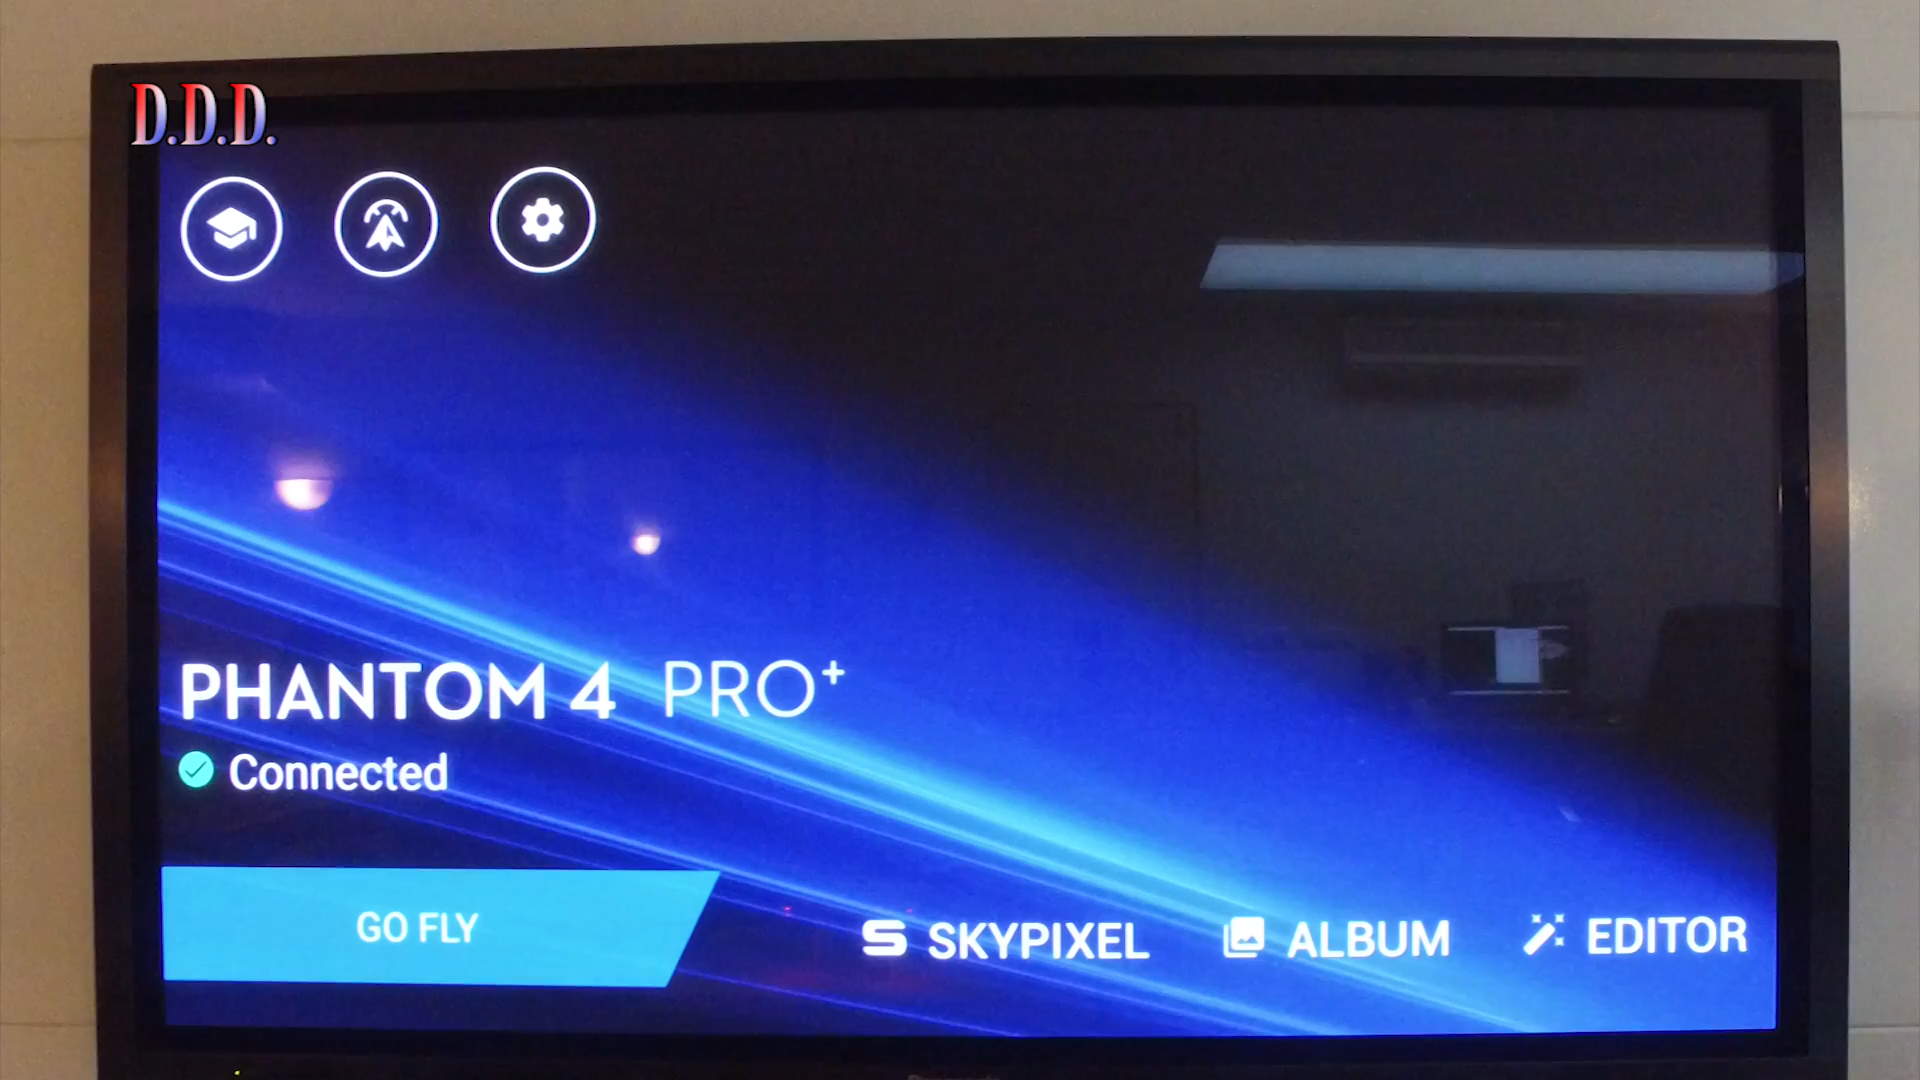 D.D.D.
PHANTOM 4 PRO+
Connected
GO FLY
SKYPIXEL
ALBUM
EDITOR